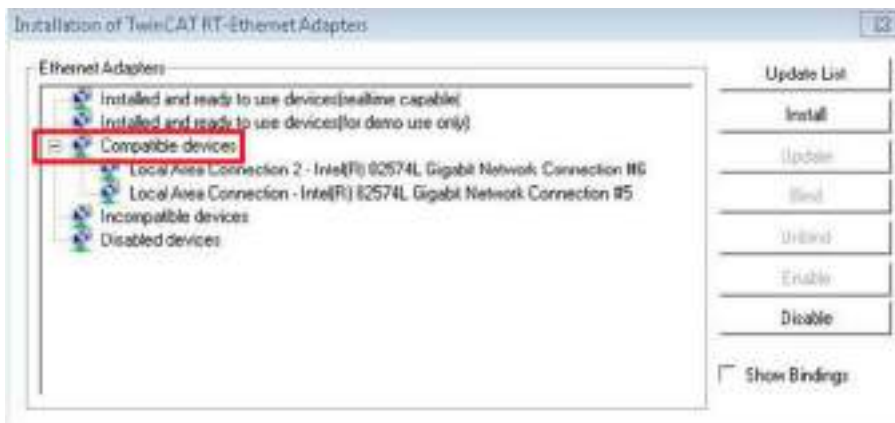 Installation of TwinCAT RT-Ethernet Adapters
Ethernet Adapters
Installed and ready to use devices(realtime capable(
Installed and ready to use devices(for demo use only)
Compatible devices
Local Area Connection 2 - Intel(R) 82574L Gigabit Network Connection #6
Local Area Connection - Intel(R) 82574L Gigabit Network Connection #5
Incompatible devices
Disabled devices
Update List
Install
Update
Bind
Unbind
Enable
Disable
Show Bindings